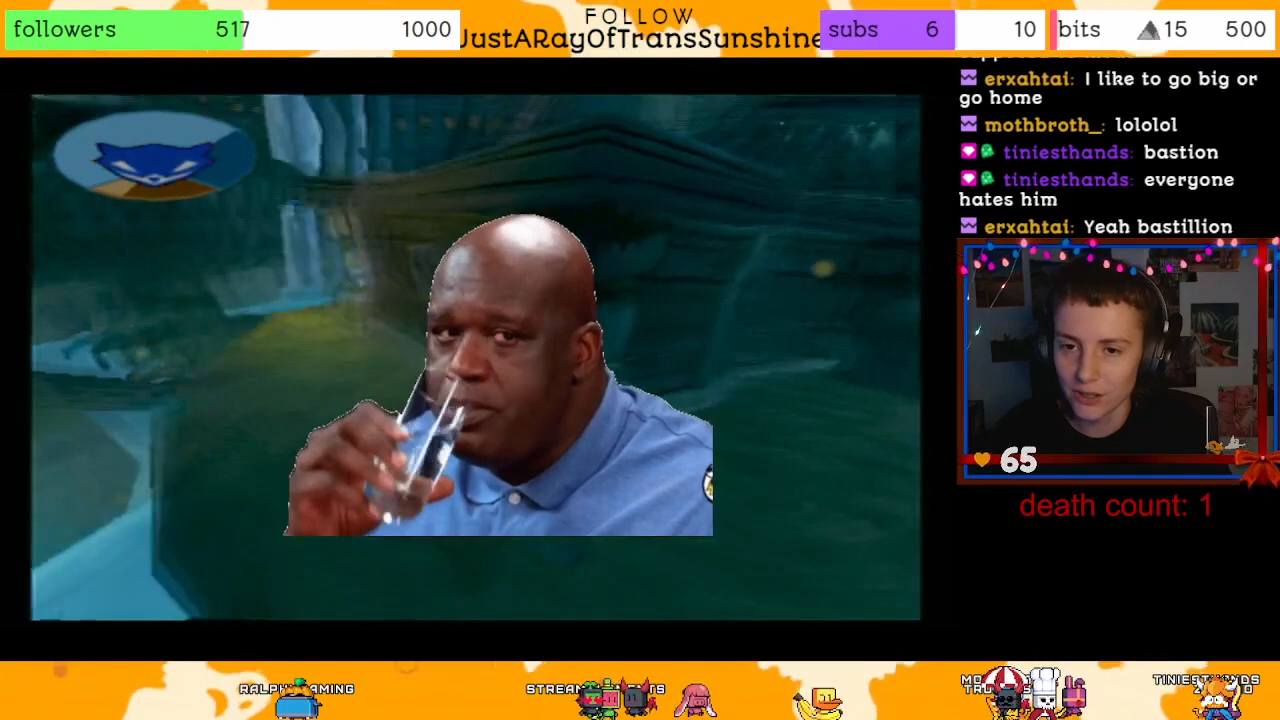 followers 517 1000
FOLLOW
JustARayOfTransSunshine
subs 6 10
bits 15 500
erxahtai: I like to go big or
go home
mothbroth_: lololol
tiniesthands: bastion
tiniesthands: everyone
hates him
erxahtai: Yeah bastillion
65
death count: 1